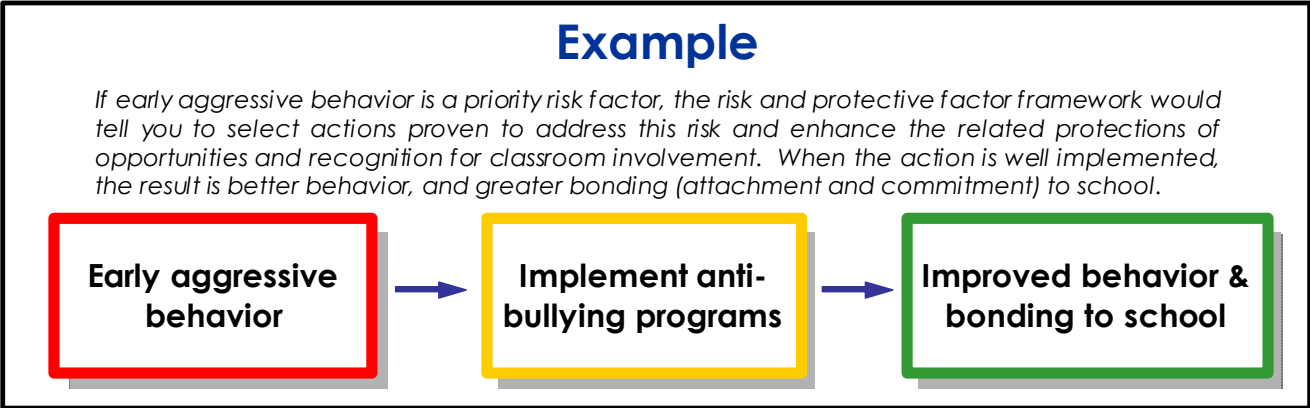 Example
If early aggressive behavior is a priority risk factor, the risk and protective factor framework would
tell you to select actions proven to address this risk and enhance the related protections of
opportunities and recognition for classroom involvement. When the action is well implemented,
the result is better behavior, and greater bonding (attachment and commitment) to school.
Early aggressive
behavior
Implement anti-
bullying programs
Improved behavior &
bonding to school